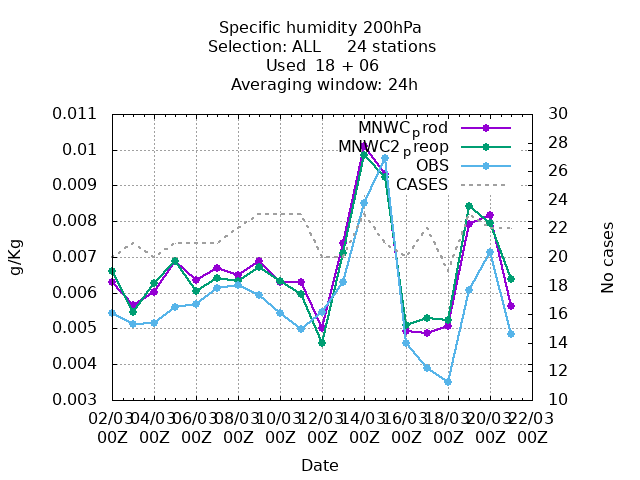 Specific humidity 200hPa
Selection: ALL     24 stations
Used  18 + 06
Averaging window: 24h
0.011
0.01
0.009
0.008
0.007
0.006
0.005
0.004
0.003
g/Kg
MNWCprod
MNWC2preop
OBS
CASES
30
28
26
24
22
20
18
16
14
12
10
No cases
02/03 04/03 06/03 08/03 10/03 12/03 14/03 16/03 18/03 20/03 22/03
00Z 00Z 00Z 00Z 00Z 00Z 00Z 00Z 00Z 00Z 00Z
Date